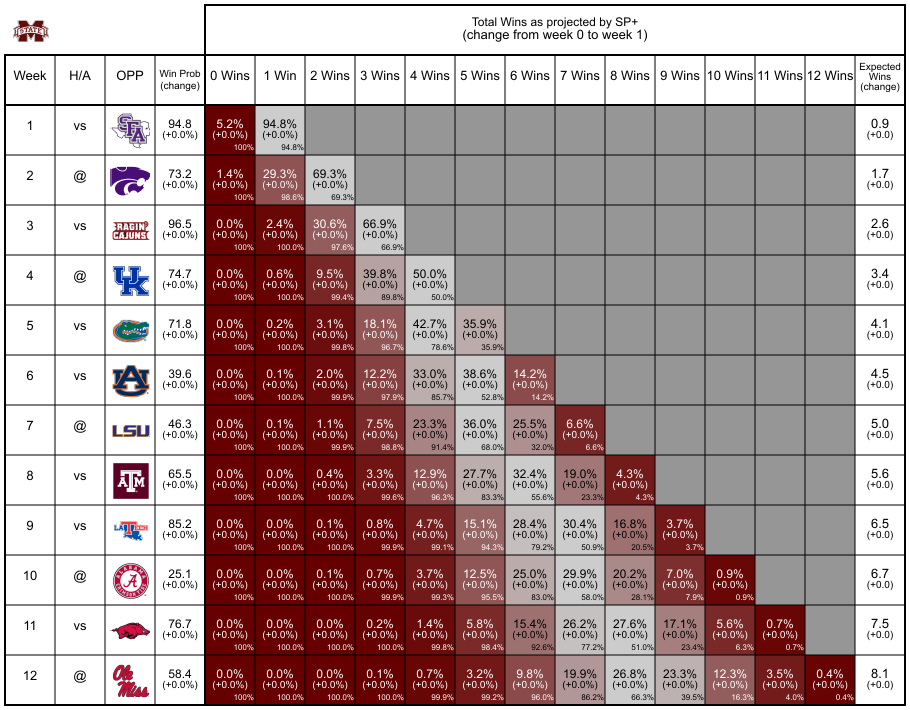 STATE
Total Wins as projected by SP+
(change from week 0 to week 1)
Week H/A OPP Win Prob (change) 0 Wins 1 Win 2 Wins 3 Wins 4 Wins 5 Wins 6 Wins 7 Wins 8 Wins 9 Wins 10 Wins 11 Wins 12 Wins Expected Wins (change)
1 vs SFA 94.8 5.2% 94.8% 0.9
(+0.0%) (+0.0%) (+0.0%) (+0.0)
100% 94.8%
2 @ 73.2 1.4% 29.3% 69.3% 1.7
(+0.0%) (+0.0%) (+0.0%) (+0.0%) (+0.0)
100% 98.6% 69.3%
3 vs RAGIN' CAJUNS 96.5 0.0% 2.4% 30.6% 66.9% 2.6
(+0.0%) (+0.0%) (+0.0%) (+0.0%) (+0.0%) (+0.0)
100% 100.0% 97.6% 66.9%
4 @ UK 74.7 0.0% 0.6% 9.5% 39.8% 50.0% 3.4
(+0.0%) (+0.0%) (+0.0%) (+0.0%) (+0.0%) (+0.0%) (+0.0)
100% 100.0% 99.4% 89.8% 50.0%
5 vs 71.8 0.0% 0.2% 3.1% 18.1% 42.7% 35.9% 4.1
(+0.0%) (+0.0%) (+0.0%) (+0.0%) (+0.0%) (+0.0%) (+0.0%) (+0.0)
100% 100.0% 99.8% 96.7% 78.6% 35.9%
6 vs AU 39.6 0.0% 0.1% 2.0% 12.2% 33.0% 38.6% 14.2% 4.5
(+0.0%) (+0.0%) (+0.0%) (+0.0%) (+0.0%) (+0.0%) (+0.0%) (+0.0%) (+0.0)
100% 100.0% 99.9% 97.9% 85.7% 52.8% 14.2%
7 @ LSU 46.3 0.0% 0.1% 1.1% 7.5% 23.3% 36.0% 25.5% 6.6% 5.0
(+0.0%) (+0.0%) (+0.0%) (+0.0%) (+0.0%) (+0.0%) (+0.0%) (+0.0%) (+0.0%) (+0.0)
100% 100.0% 99.9% 98.8% 91.4% 68.0% 32.0% 6.6%
8 vs ATM 65.5 0.0% 0.0% 0.4% 3.3% 12.9% 27.7% 32.4% 19.0% 4.3% 5.6
(+0.0%) (+0.0%) (+0.0%) (+0.0%) (+0.0%) (+0.0%) (+0.0%) (+0.0%) (+0.0%) (+0.0%) (+0.0)
100% 100.0% 100.0% 99.6% 96.3% 83.3% 55.6% 23.3% 4.3%
9 vs LA TECH 85.2 0.0% 0.0% 0.1% 0.8% 4.7% 15.1% 28.4% 30.4% 16.8% 3.7% 6.5
(+0.0%) (+0.0%) (+0.0%) (+0.0%) (+0.0%) (+0.0%) (+0.0%) (+0.0%) (+0.0%) (+0.0%) (+0.0%) (+0.0)
100% 100.0% 100.0% 99.9% 99.1% 94.3% 79.2% 50.9% 20.5% 3.7%
10 @ A 25.1 0.0% 0.0% 0.1% 0.7% 3.7% 12.5% 25.0% 29.9% 20.2% 7.0% 0.9% 6.7
(+0.0%) (+0.0%) (+0.0%) (+0.0%) (+0.0%) (+0.0%) (+0.0%) (+0.0%) (+0.0%) (+0.0%) (+0.0%) (+0.0%) (+0.0)
100% 100.0% 100.0% 99.9% 99.3% 95.5% 83.0% 58.0% 28.1% 7.9% 0.9%
11 vs 76.7 0.0% 0.0% 0.0% 0.2% 1.4% 5.8% 15.4% 26.2% 27.6% 17.1% 5.6% 0.7% 7.5
(+0.0%) (+0.0%) (+0.0%) (+0.0%) (+0.0%) (+0.0%) (+0.0%) (+0.0%) (+0.0%) (+0.0%) (+0.0%) (+0.0%) (+0.0%) (+0.0)
100% 100.0% 100.0% 100.0% 99.8% 98.4% 92.6% 77.2% 51.0% 23.4% 6.3% 0.7%
12 @ Ole Miss 58.4 0.0% 0.0% 0.0% 0.1% 0.7% 3.2% 9.8% 19.9% 26.8% 23.3% 12.3% 3.5% 0.4% 8.1
(+0.0%) (+0.0%) (+0.0%) (+0.0%) (+0.0%) (+0.0%) (+0.0%) (+0.0%) (+0.0%) (+0.0%) (+0.0%) (+0.0%) (+0.0%) (+0.0%) (+0.0)
100% 100.0% 100.0% 100.0% 99.9% 99.2% 96.0% 86.2% 66.3% 39.5% 16.3% 4.0% 0.4%